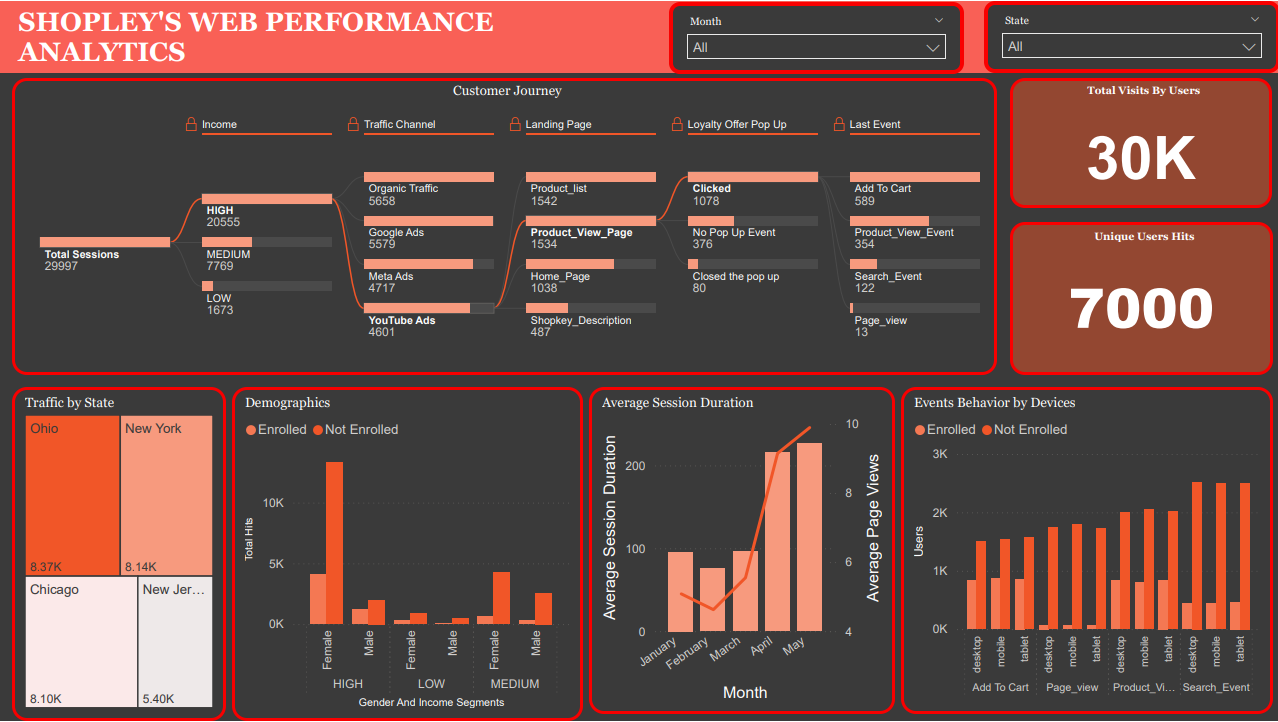 SHOPLEY'S WEB PERFORMANCE
ANALYTICS
Month
All
State
All
Customer Journey
Income
Traffic Channel
Landing Page
Loyalty Offer Pop Up
Last Event
Total Sessions
29997
HIGH
20555
MEDIUM
7769
LOW
1673
Organic Traffic
5658
Google Ads
5579
Meta Ads
4717
YouTube Ads
4601
Product_list
1542
Product_View_Page
1534
Home_Page
1038
Shopkey_Description
487
Clicked
1078
No Pop Up Event
376
Closed the pop up
80
Add To Cart
589
Product_View_Event
354
Search_Event
122
Page_view
13
Total Visits By Users
30K
Unique Users Hits
7000
Traffic by State
Ohio
8.37K
New York
8.14K
Chicago
8.10K
New Jer...
5.40K
Demographics
Enrolled Not Enrolled
Total Hits
10K
5K
0K
Female Male Female Male Female Male
HIGH LOW MEDIUM
Gender And Income Segments
Average Session Duration
Average Session Duration
200
100
0
10
8
6
4
Average Page Views
January February March April May
Month
Events Behavior by Devices
Enrolled Not Enrolled
Users
3K
2K
1K
0K
desktop mobile tablet desktop mobile tablet desktop mobile tablet desktop mobile tablet
Add To Cart Page_view Product_Vi... Search_Event